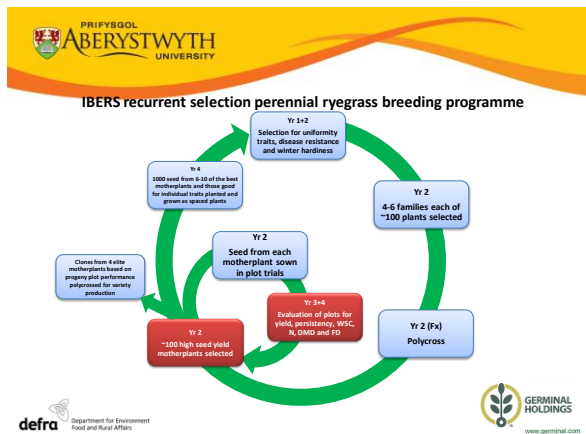 PRIFYSGOL
ABERYSTWYTH
UNIVERSITY
IBERS recurrent selection perennial ryegrass breeding programme
Yr 1+2
Selection for uniformity
traits, disease resistance
and winter hardiness
Yr 4
1000 seed from 6-10 of the best
motherplants and those good
for individual traits planted and
grown as spaced plants
Yr 2
4-6 families each of
~100 plants selected
Yr 2
Seed from each
motherplant sown
in plot trials
Clones from 4 elite
motherplants based on
progeny plot performance
polycrossed for variety
production
Yr 3+4
Evaluation of plots for
yield, persistency, WSC,
N, DMD and FD
Yr 2 (Fx)
Polycross
Yr 2
~100 high seed yield
motherplants selected
defra
Department for Environment
Food and Rural Affairs
GERMINAL
HOLDINGS
www.germinal.com